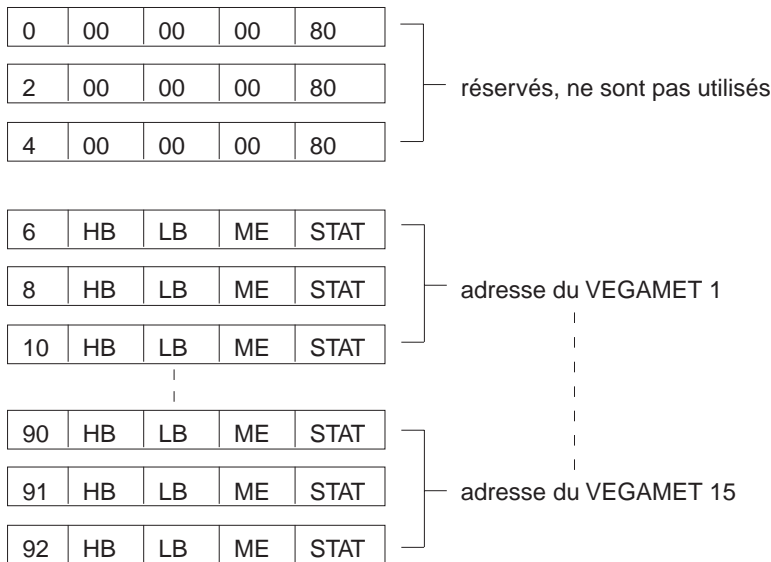 0 00 00 00 80
2 00 00 00 80 réservés, ne sont pas utilisés
4 00 00 00 80
6 HB LB ME STAT
8 HB LB ME STAT adresse du VEGAMET 1
10 HB LB ME STAT
90 HB LB ME STAT
91 HB LB ME STAT adresse du VEGAMET 15
92 HB LB ME STAT